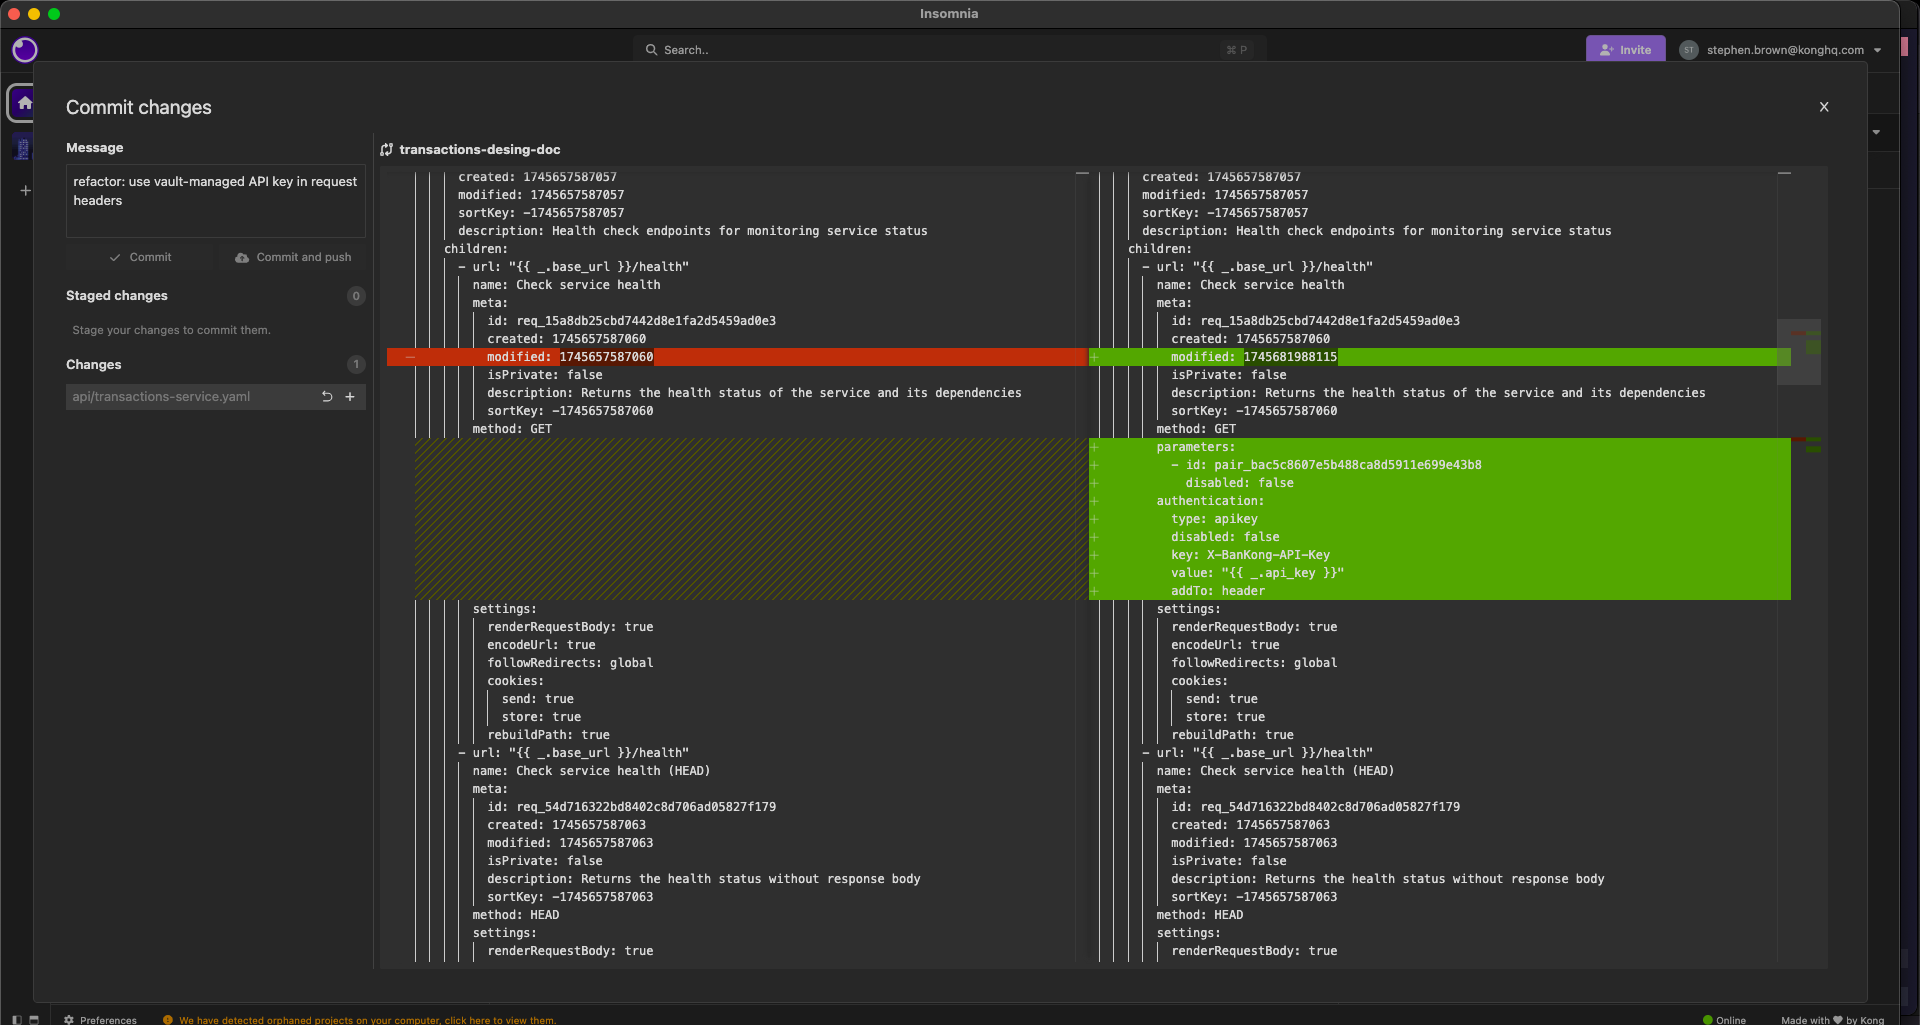 Insomnia
Search..
⌘ P
Invite
ST
stephen.brown@konghq.com
Commit changes
X
Message
refactor: use vault-managed API key in request
headers
Commit
Commit and push
Staged changes
0
Stage your changes to commit them.
Changes
1
api/transactions-service.yaml
transactions-desing-doc
created: 1745657587057
modified: 1745657587057
sortKey: -1745657587057
description: Health check endpoints for monitoring service status
children:
- url: "{{ _.base_url }}/health"
name: Check service health
meta:
id: req_15a8db25cbd7442d8e1fa2d5459ad0e3
created: 1745657587060
modified: 1745657587060
isPrivate: false
description: Returns the health status of the service and its dependencies
sortKey: -1745657587060
method: GET
settings:
renderRequestBody: true
encodeUrl: true
followRedirects: global
cookies:
send: true
store: true
rebuildPath: true
- url: "{{ _.base_url }}/health"
name: Check service health (HEAD)
meta:
id: req_54d716322bd8402c8d706ad05827f179
created: 1745657587063
modified: 1745657587063
isPrivate: false
description: Returns the health status without response body
sortKey: -1745657587063
method: HEAD
settings:
renderRequestBody: true
created: 1745657587057
modified: 1745657587057
sortKey: -1745657587057
description: Health check endpoints for monitoring service status
children:
- url: "{{ _.base_url }}/health"
name: Check service health
meta:
id: req_15a8db25cbd7442d8e1fa2d5459ad0e3
created: 1745657587060
modified: 1745681988115
isPrivate: false
description: Returns the health status of the service and its dependencies
sortKey: -1745657587060
method: GET
parameters:
- id: pair_bac5c8607e5b488ca8d5911e699e43b8
disabled: false
authentication:
type: apikey
disabled: false
key: X-BanKong-API-Key
value: "{{ _.api_key }}"
addTo: header
settings:
renderRequestBody: true
encodeUrl: true
followRedirects: global
cookies:
send: true
store: true
rebuildPath: true
- url: "{{ _.base_url }}/health"
name: Check service health (HEAD)
meta:
id: req_54d716322bd8402c8d706ad05827f179
created: 1745657587063
modified: 1745657587063
isPrivate: false
description: Returns the health status without response body
sortKey: -1745657587063
method: HEAD
settings:
renderRequestBody: true
Preferences
We have detected orphaned projects on your computer, click here to view them.
Online
Made with ♥ by Kong